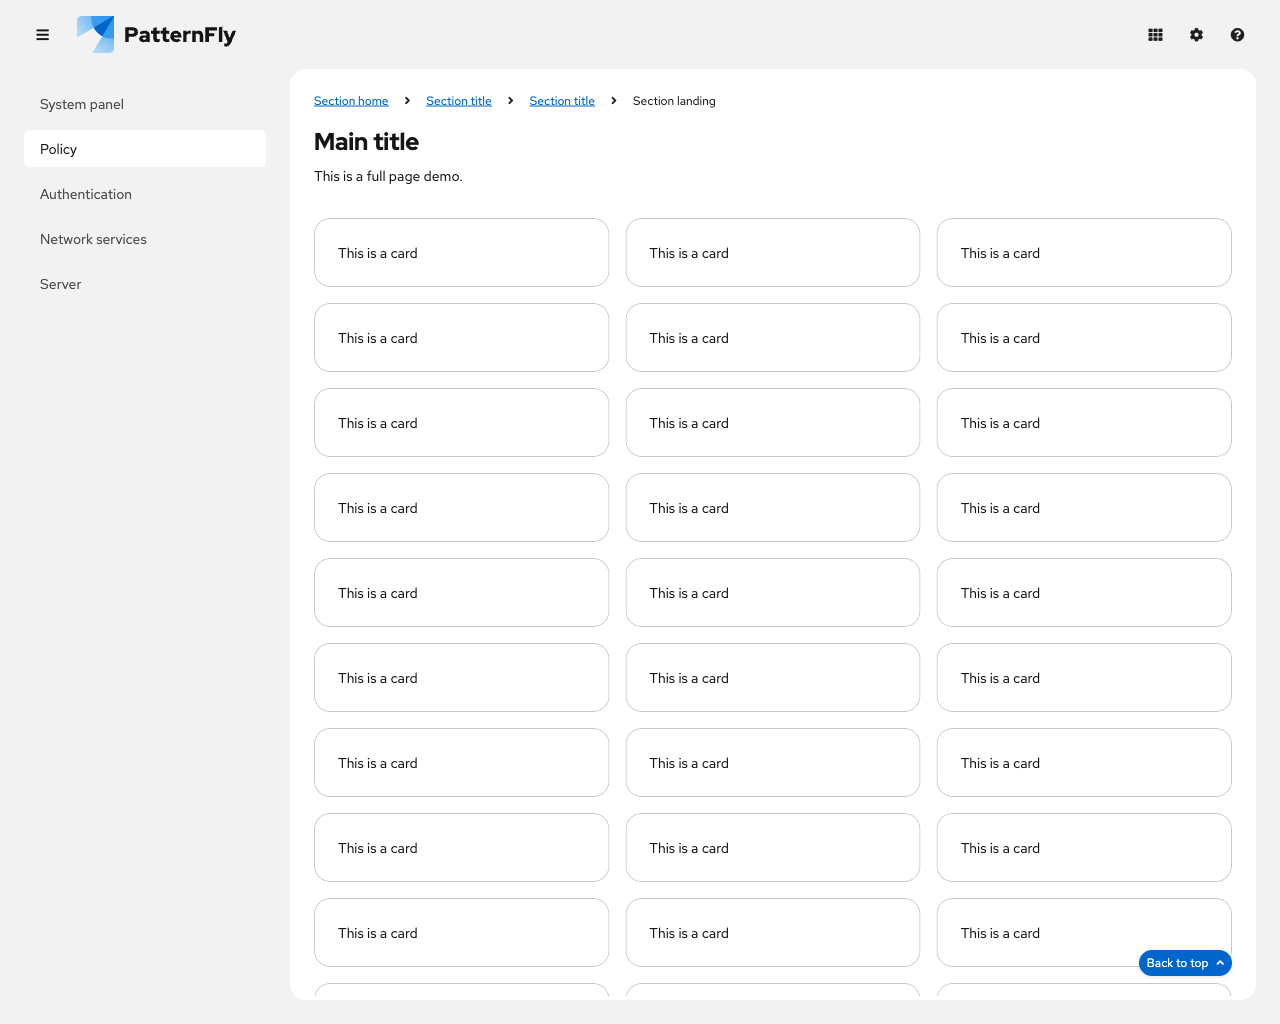 PatternFly
System panel
Policy
Authentication
Network services
Server
Section home > Section title > Section title > Section landing
Main title
This is a full page demo.
This is a card This is a card This is a card
This is a card This is a card This is a card
This is a card This is a card This is a card
This is a card This is a card This is a card
This is a card This is a card This is a card
This is a card This is a card This is a card
This is a card This is a card This is a card
This is a card This is a card This is a card
This is a card This is a card This is a card
Back to top